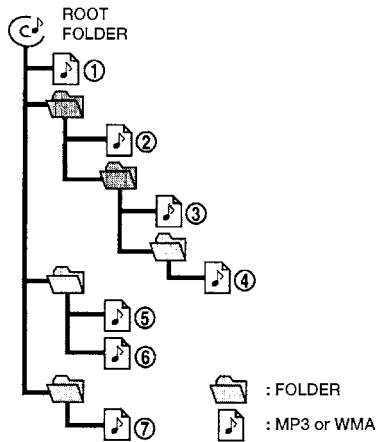 ROOT
FOLDER
①
②
③
④
⑤
⑥
⑦
: FOLDER
: MP3 or WMA